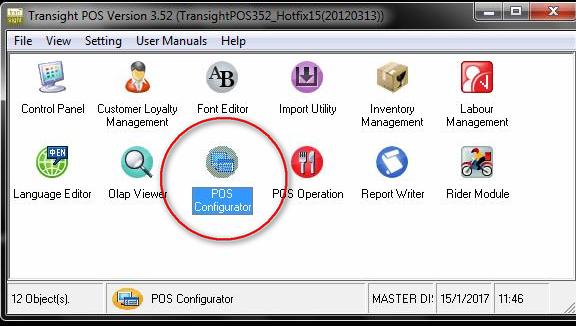 Transight POS Version 3.52 (TransightPOS352_Hotfix15(20120313))
File View Setting User Manuals Help
Control Panel
Customer Loyalty
Management
Font Editor
Import Utility
Inventory
Management
Labour
Management
Language Editor
Olap Viewer
POS
Configurator
POS Operation
Report Writer
Rider Module
12 Object(s).
POS Configurator
MASTER DI
15/1/2017
11:46